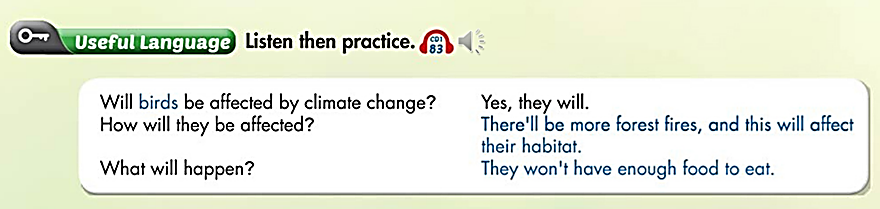 Useful Language Listen then practice. CD1 83
Will birds be affected by climate change? Yes, they will.
How will they be affected? There'll be more forest fires, and this will affect
their habitat.
What will happen? They won't have enough food to eat.